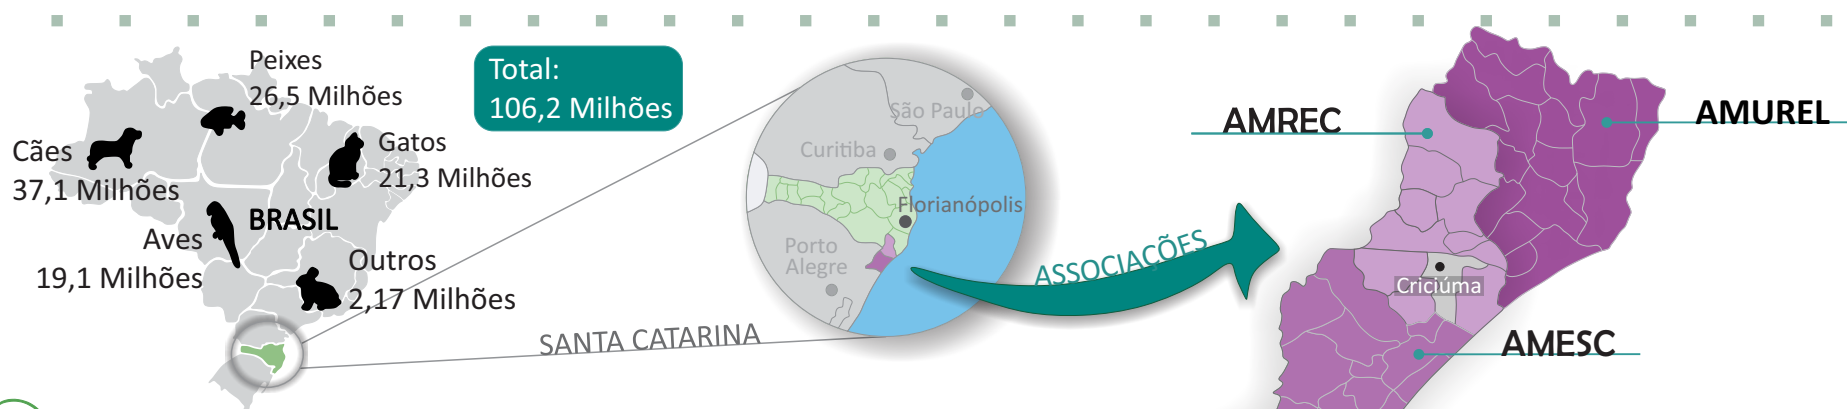 Peixes
26,5 Milhões
Total:
106,2 Milhões
Cães
37,1 Milhões
Gatos
21,3 Milhões
BRASIL
Aves
19,1 Milhões
Outros
2,17 Milhões
SANTA CATARINA
São Paulo
Curitiba
Florianópolis
Porto
Alegre
ASSOCIAÇÕES
AMREC
AMUREL
Criciúma
AMESC